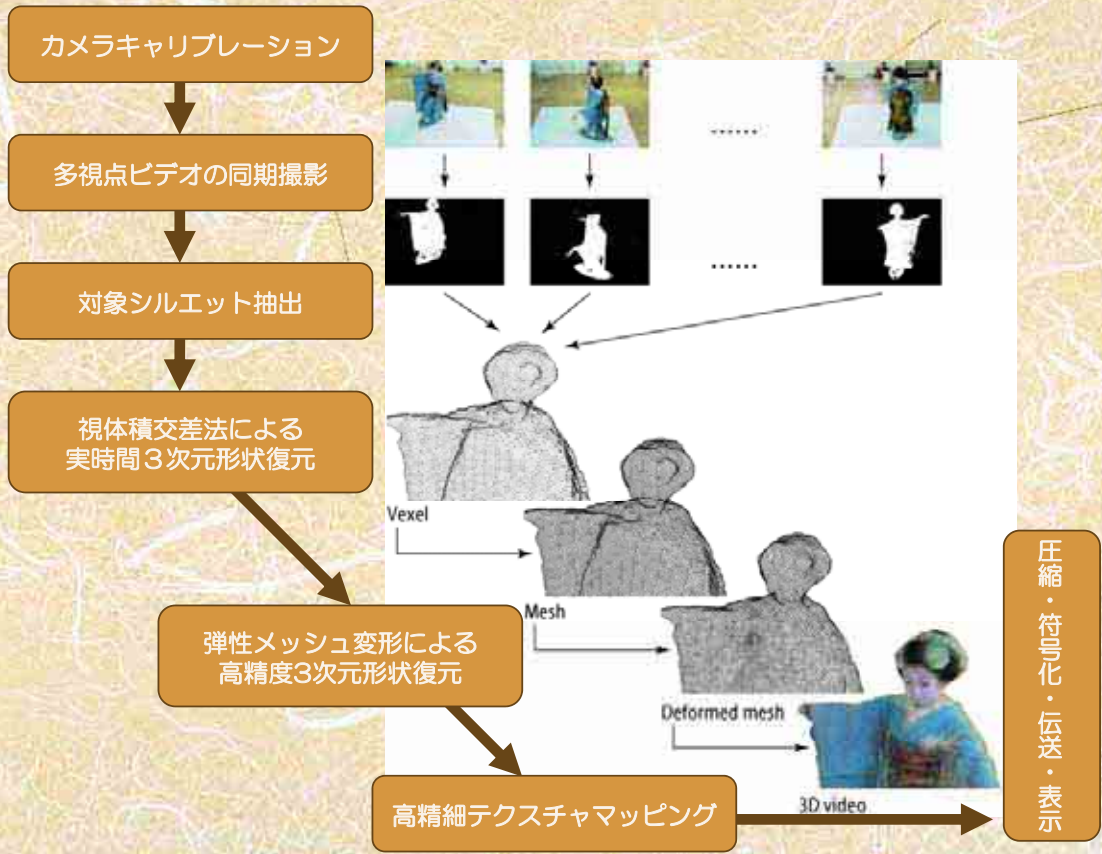 カメラキャリブレーション
多視点ビデオの同期撮影
対象シルエット抽出
視体積交差法による
実時間３次元形状復元
弾性メッシュ変形による
高精度3次元形状復元
高精細テクスチャマッピング
圧縮・符号化・伝送・表示
......
......
Vexel
Mesh
Deformed mesh
3D video